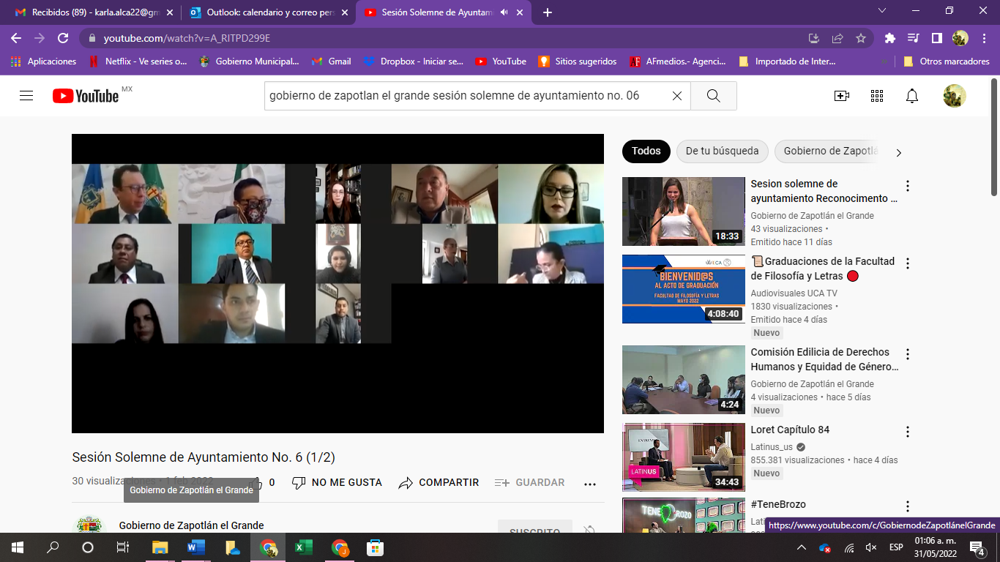 Recibidos (89) - karla.alca22@gm
Outlook: calendario y correo pers
Sesión Solemne de Ayuntam
youtube.com/watch?v=A_RITPD299E
Aplicaciones
Netflix - Ve series o...
Gobierno Municipal...
Gmail
Dropbox - Iniciar se...
YouTube
Sitios sugeridos
AFmedios.- Agenci...
Importado de Inter...
»
Otros marcadores
YouTube MX
gobierno de zapotlan el grande sesión solemne de ayuntamiento no. 06
Todos
De tu búsqueda
Gobierno de Zapotlá
Sesion solemne de
ayuntamiento Reconocimento ...
Gobierno de Zapotlán el Grande
43 visualizaciones •
Emitido hace 11 días
18:33
BIENVENID@S
AL ACTO DE GRADUACIÓN
FACULTAD DE FILOSOFÍA Y LETRAS
MAYO 2022
4:08:40
Graduaciones de la Facultad
de Filosofía y Letras
Audiovisuales UCA TV
1830 visualizaciones •
Emitido hace 4 días
Nuevo
4:24
Comisión Edilicia de Derechos
Humanos y Equidad de Género...
Gobierno de Zapotlán el Grande
4 visualizaciones • hace 5 días
Nuevo
LATINUS
34:43
Loret Capítulo 84
Latinus_us
855.381 visualizaciones • hace 4 días
Nuevo
#TeneBrozo
Sesión Solemne de Ayuntamiento No. 6 (1/2)
30 visualizaciones • 1 feb 2022
0
NO ME GUSTA
COMPARTIR
GUARDAR
Gobierno de Zapotlán el Grande
Gobierno de Zapotlán el Grande
SUSCRITO
https://www.youtube.com/c/GobiernodeZapotlánelGrande
ESP
01:06 a. m.
31/05/2022
4